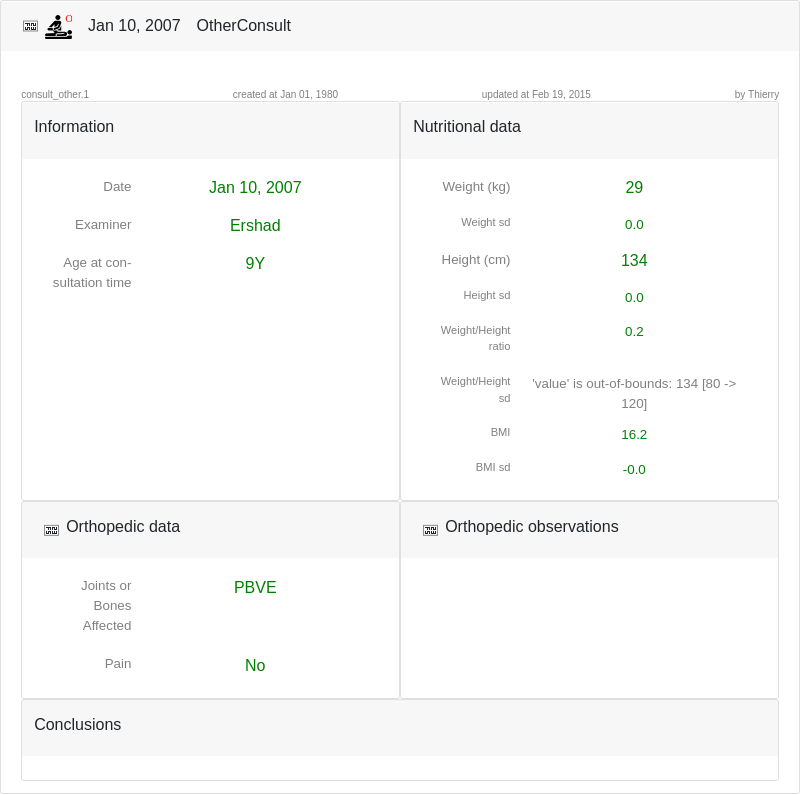 Jan 10, 2007 OtherConsult
consult_other.1 created at Jan 01, 1980 updated at Feb 19, 2015 by Thierry
Information
Date Jan 10, 2007
Examiner Ershad
Age at con-
sultation time 9Y
Nutritional data
Weight (kg) 29
Weight sd 0.0
Height (cm) 134
Height sd 0.0
Weight/Height
ratio 0.2
Weight/Height
sd
'value' is out-of-bounds: 134 [80 ->
120]
BMI 16.2
BMI sd -0.0
Orthopedic data
Joints or
Bones
Affected
PBVE
Pain No
Orthopedic observations
Conclusions